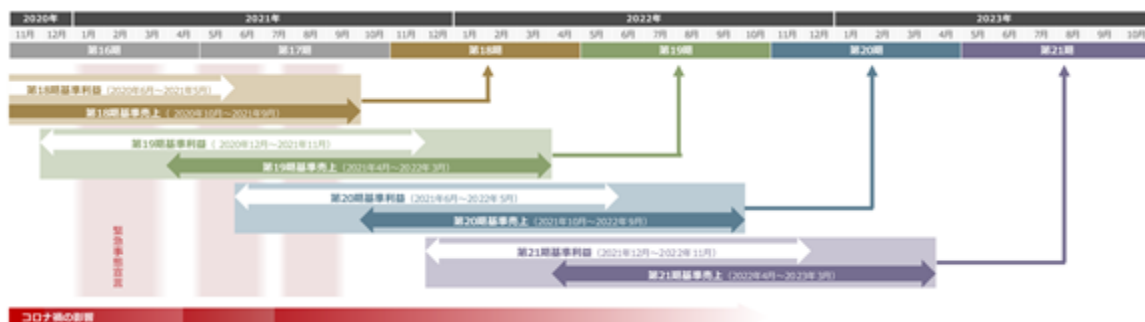 2020年 2021年 2022年 2023年
11月 12月 1月 2月 3月 4月 5月 6月 7月 8月 9月 10月 11月 12月 1月 2月 3月 4月 5月 6月 7月 8月 9月 10月 11月 12月 1月 2月 3月 4月 5月 6月 7月 8月 9月 10月
第16期 第17期 第18期 第19期 第20期 第21期
第18期基準利益（2020年6月～2021年5月）
第18期基準売上（ 2020年10月～2021年9月）
第19期基準利益（ 2020年12月～2021年11月）
第19期基準売上（2021年4月～2022年3月）
第20期基準利益（2021年6月～2022年 5月）
第20期基準売上（2021年10月～2022年 9月）
第21期基準利益（2021年12月～2022年 11月）
第21期基準売上（2022年4月～2023年 3月）
緊急事態宣言
コロナ禍の影響